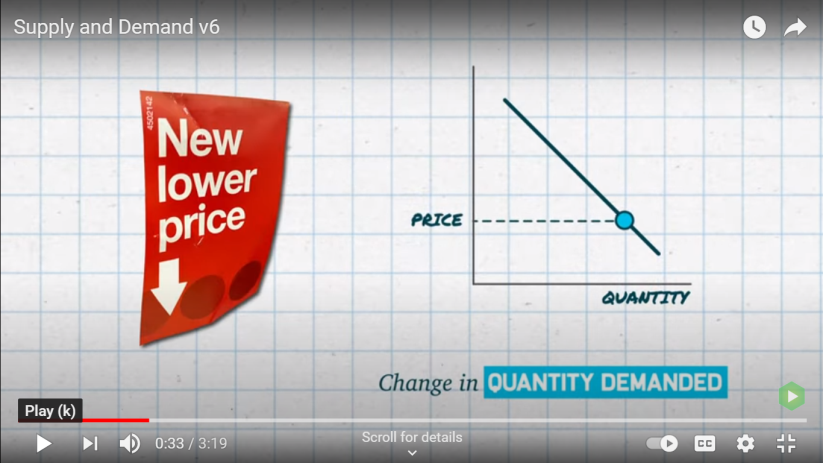 Supply and Demand v6
4502142
New
lower
price
PRICE
QUANTITY
Change in QUANTITY DEMANDED
Play (k)
0:33 / 3:19
Scroll for details
CC